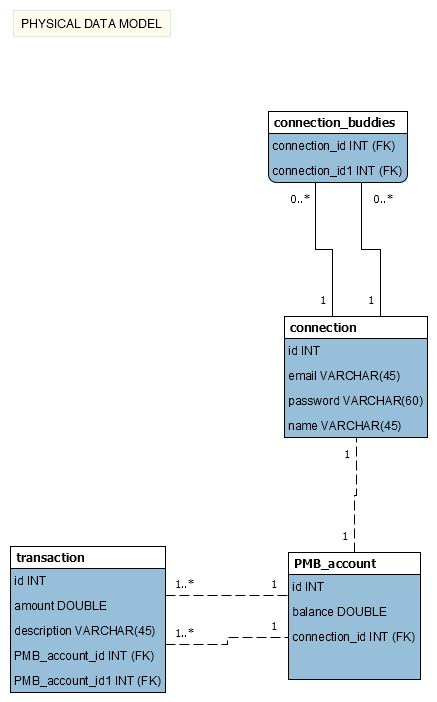 PHYSICAL DATA MODEL
connection_buddies
connection_id INT (FK)
connection_id1 INT (FK)
0..*
0..*
1
1
connection
id INT
email VARCHAR(45)
password VARCHAR(60)
name VARCHAR(45)
1
1
transaction
id INT
amount DOUBLE
description VARCHAR(45)
PMB_account_id INT (FK)
PMB_account_id1 INT (FK)
1..*
1
1..*
1
PMB_account
id INT
balance DOUBLE
connection_id INT (FK)